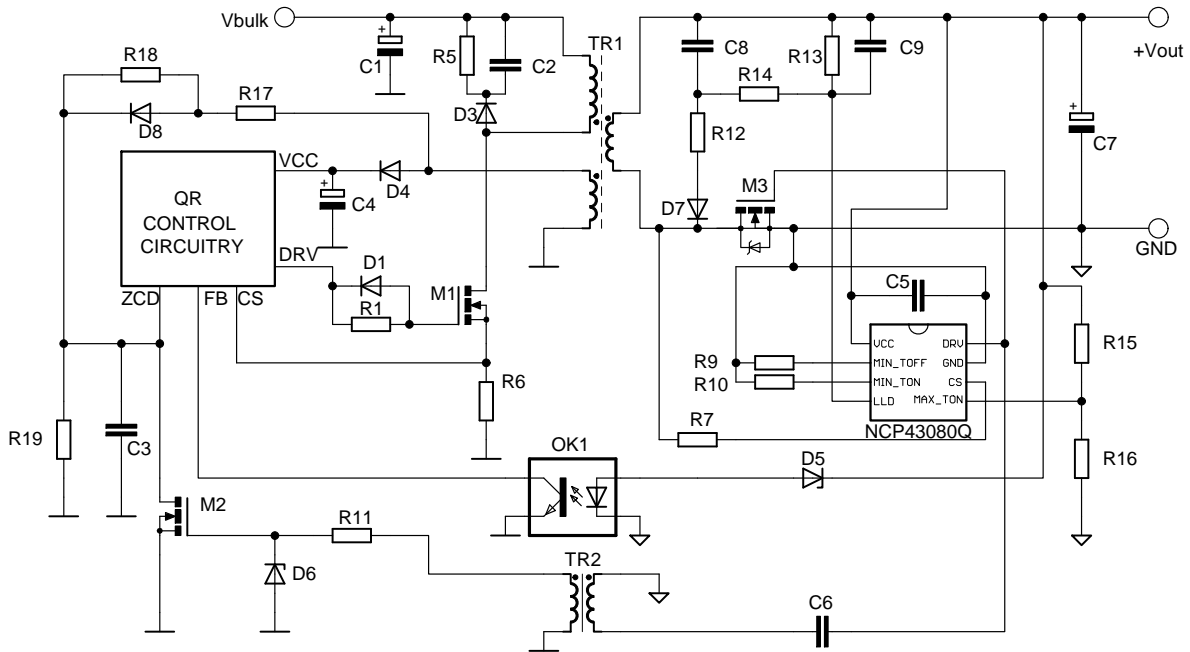 Vbulk
+
C1
R5
C2
TR1
C8
R13
C9
+Vout
R18
R14
D8
R17
D3
R12
+
C7
VCC
M3
QR
CONTROL
CIRCUITRY
+
C4
D4
D7
GND
DRV
D1
M1
C5
ZCD
FB
CS
R1
R15
VCC
DRV
R9
MIN_TOFF
GND
R10
MIN_TON
CS
R6
LLD
MAX_TON
R19
C3
R7
NCP43080Q
OK1
D5
R16
M2
R11
D6
TR2
C6